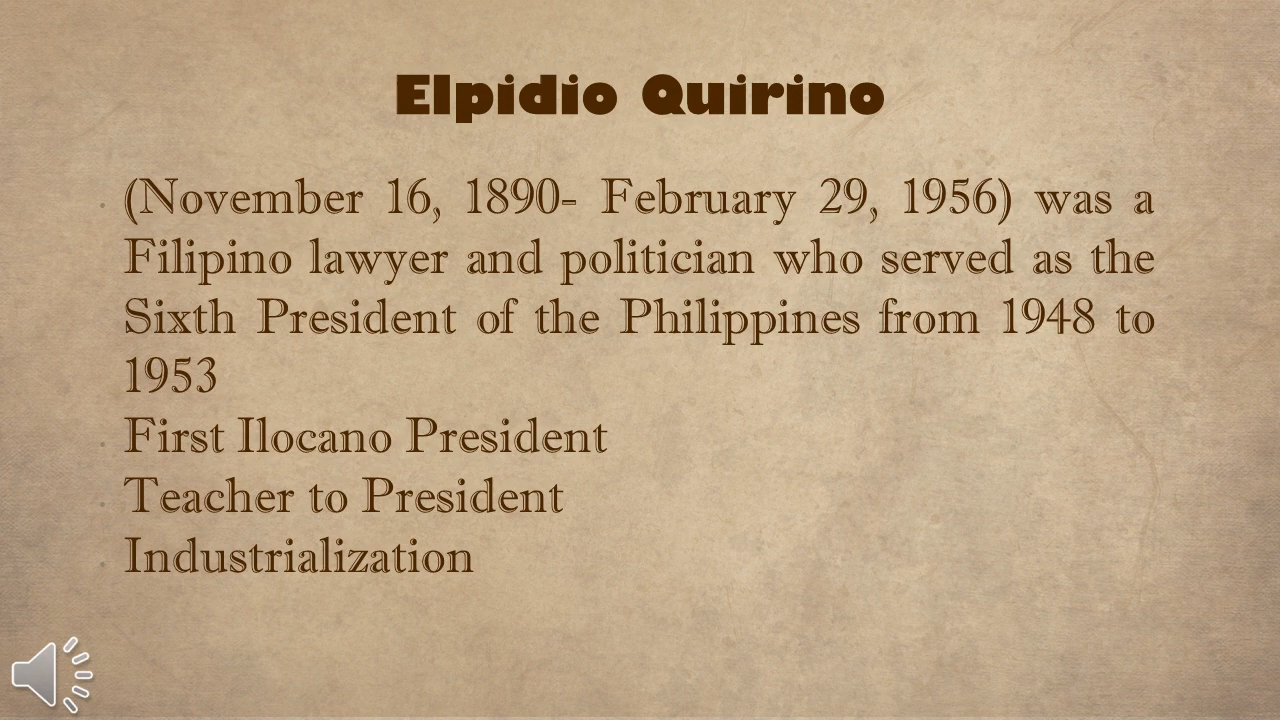 Elpidio Quirino
(November 16, 1890- February 29, 1956) was a
Filipino lawyer and politician who served as the
Sixth President of the Philippines from 1948 to
1953
First Ilocano President
Teacher to President
Industrialization